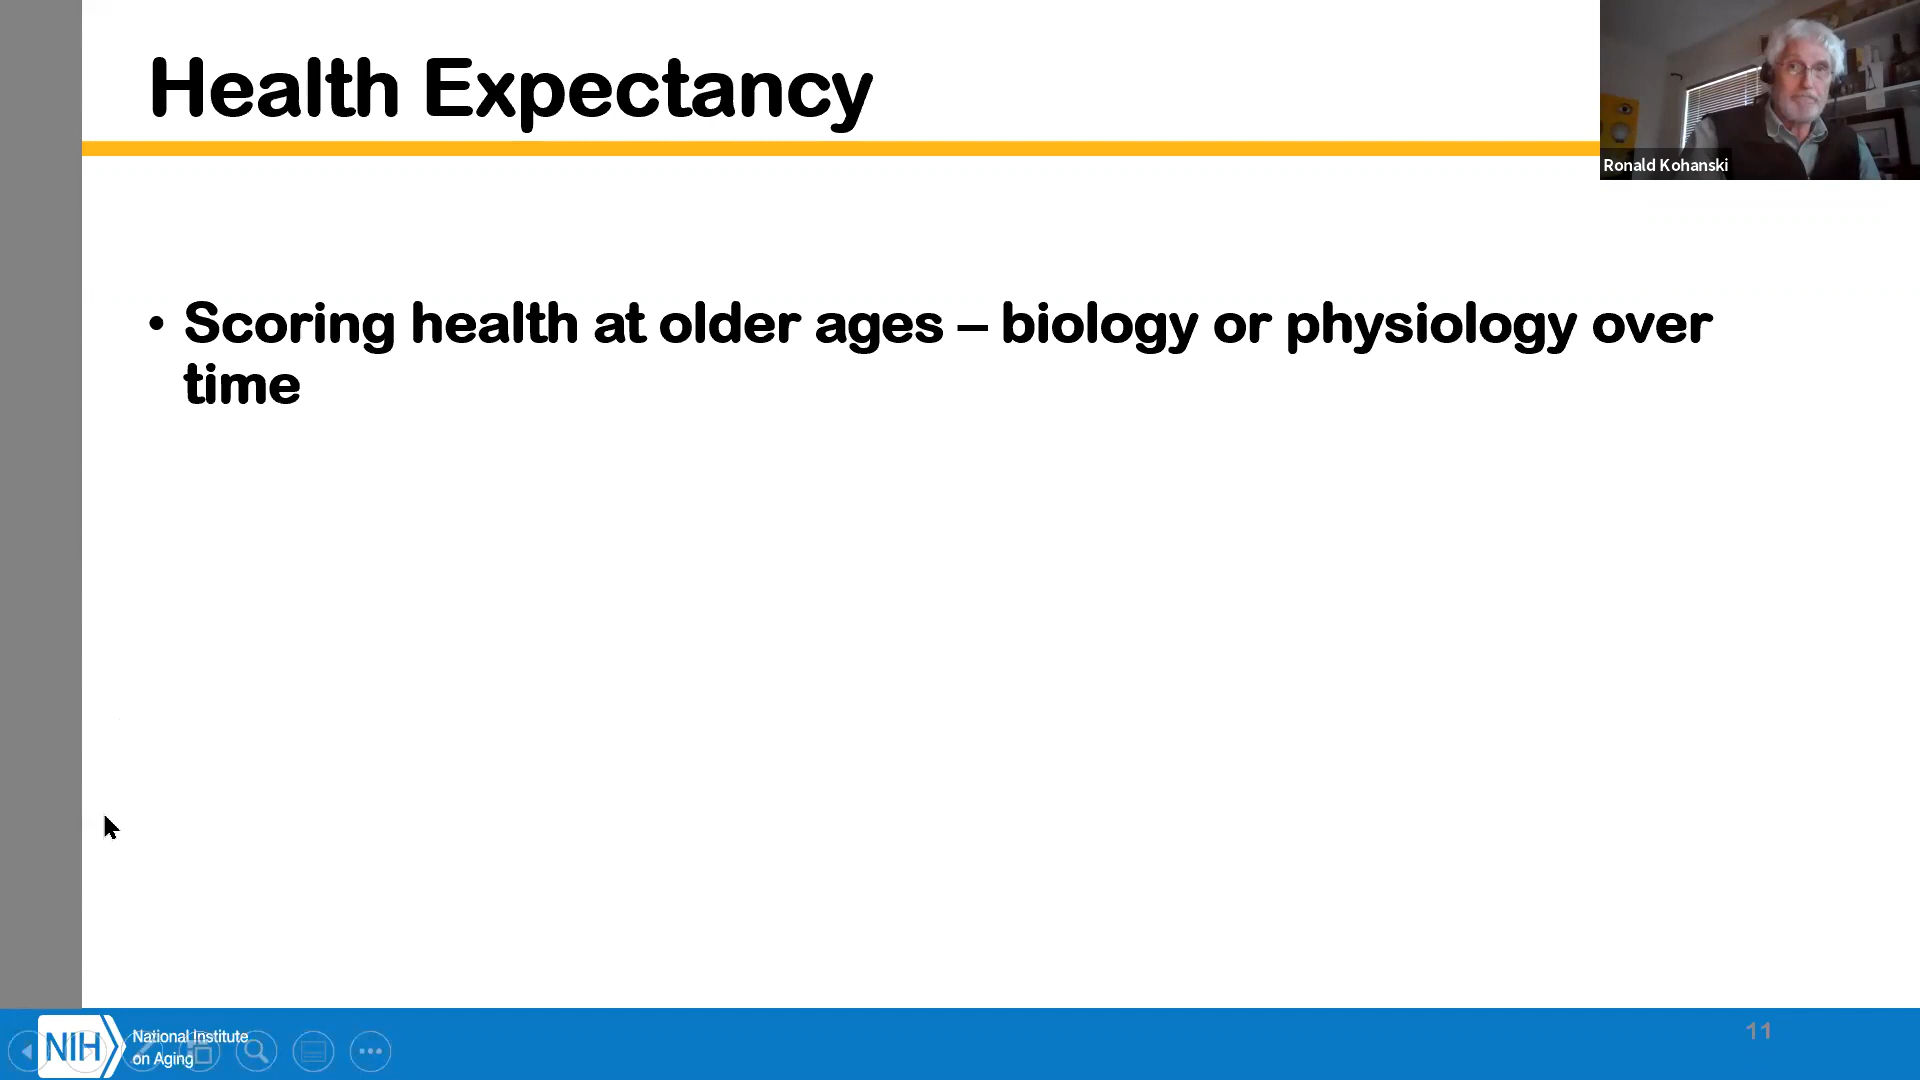 Health Expectancy
Ronald Kohanski
• Scoring health at older ages – biology or physiology over
time
NIH
National Institute
on Aging
11